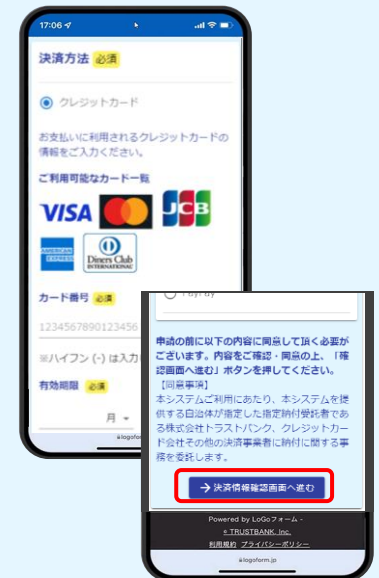 17:06
決済方法 必須
クレジットカード
お支払いに利用されるクレジットカードの
情報をご入力ください。
ご利用可能なカード一覧
VISA
JCB
AMERICAN
EXPRESS
Diners Club
INTERNATIONAL
カード番号 必須
1234567890123456
※ハイフン (-) は入力
有効期限 必須
月
PayPay
申請の前に以下の内容に同意して頂く必要が
ございます。内容をご確認・同意の上、「確
認画面へ進む」ボタンを押してください。
【同意事項】
本システムご利用にあたり、本システムを提
供する自治体が指定した指定納付受託者であ
る株式会社トラストバンク、クレジットカー
ド会社その他の決済事業者に納付に関する事
務を委託します。
→ 決済情報確認画面へ進む
Powered by LoGoフォーム -
© TRUSTBANK, Inc.
利用規約 プライバシーポリシー
logoform.jp